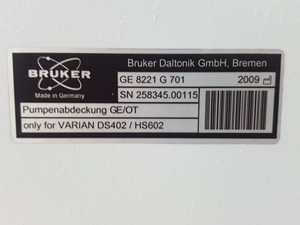 Bruker Daltonik GmbH, Bremen
BRUKER
Made in Germany
GE 8221 G 701 2009
SN 258345.00115
Pumpenabdeckung GE/OT
only for VARIAN DS402 / HS602